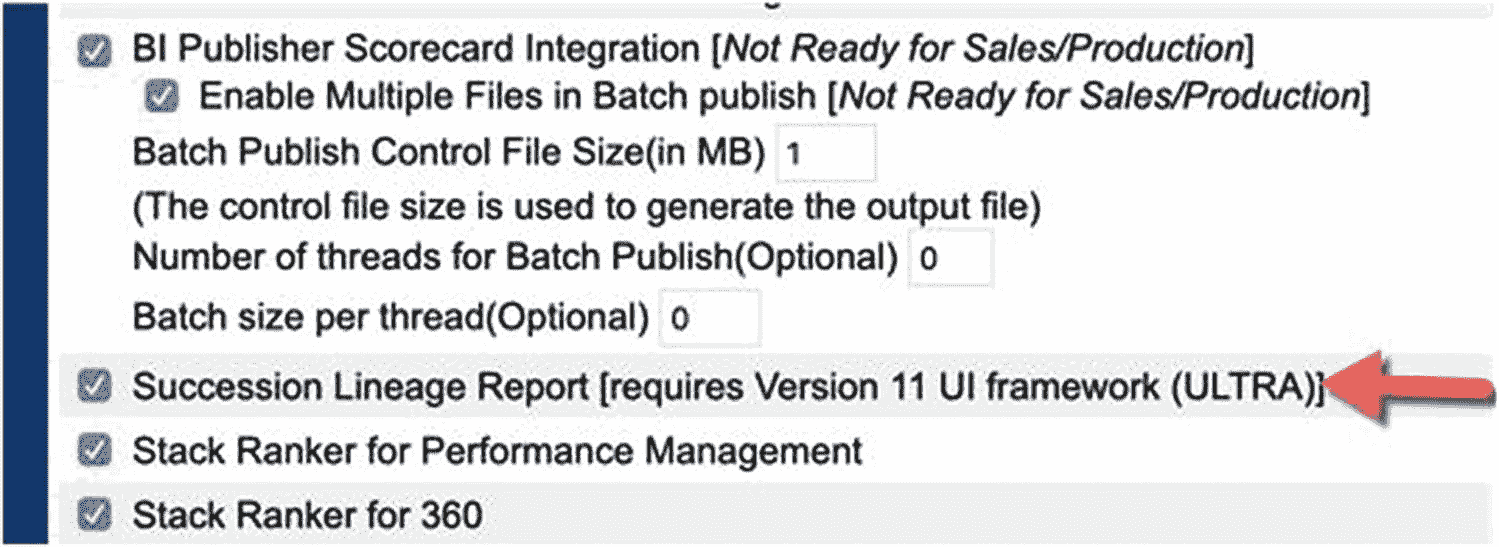 BI Publisher Scorecard Integration [Not Ready for Sales/Production]
Enable Multiple Files in Batch publish [Not Ready for Sales/Production]
Batch Publish Control File Size(in MB) 1
(The control file size is used to generate the output file)
Number of threads for Batch Publish(Optional) 0
Batch size per thread(Optional) 0
Succession Lineage Report [requires Version 11 UI framework (ULTRA)]
Stack Ranker for Performance Management
Stack Ranker for 360